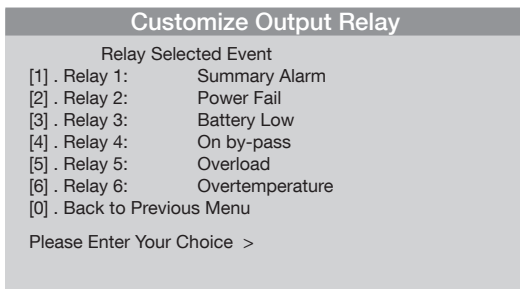 Customize Output Relay
Relay Selected Event
[1] . Relay 1: Summary Alarm
[2] . Relay 2: Power Fail
[3] . Relay 3: Battery Low
[4] . Relay 4: On by-pass
[5] . Relay 5: Overload
[6] . Relay 6: Overtemperature
[0] . Back to Previous Menu
Please Enter Your Choice >